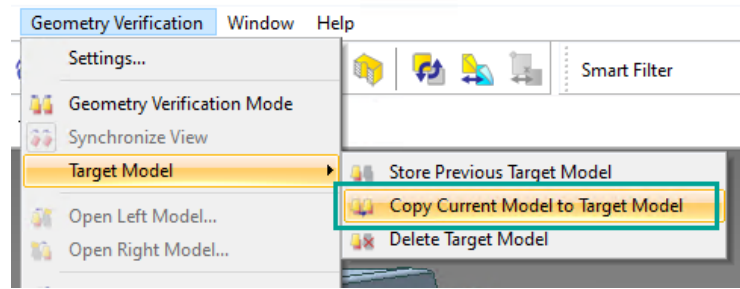 Geometry Verification Window Help
Settings...
Smart Filter
Geometry Verification Mode
Synchronize View
Target Model
Store Previous Target Model
Copy Current Model to Target Model
Open Left Model...
Delete Target Model
Open Right Model...